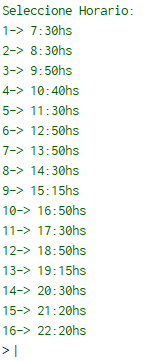 Seleccione Horario:
1-> 7:30hs
2-> 8:30hs
3-> 9:50hs
4-> 10:40hs
5-> 11:30hs
6-> 12:50hs
7-> 13:50hs
8-> 14:30hs
9-> 15:15hs
10-> 16:50hs
11-> 17:30hs
12-> 18:50hs
13-> 19:15hs
14-> 20:30hs
15-> 21:20hs
16-> 22:20hs
>